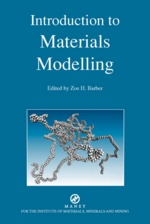 Introduction to
Materials
Modelling
Edited by Zoe H. Barber
MANEY
FOR THE INSTITUTE OF MATERIALS, MINERALS AND MINING